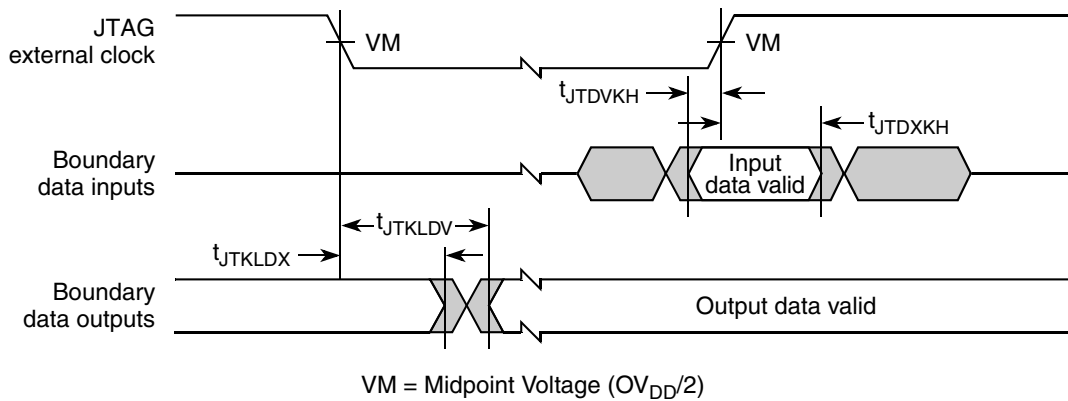 JTAG
external clock
VM
VM
tJTDVKH
tJTDXKH
Boundary
data inputs
Input
data valid
tJTKLDV
tJTKLDX
Boundary
data outputs
Output data valid
VM = Midpoint Voltage (OVDD/2)